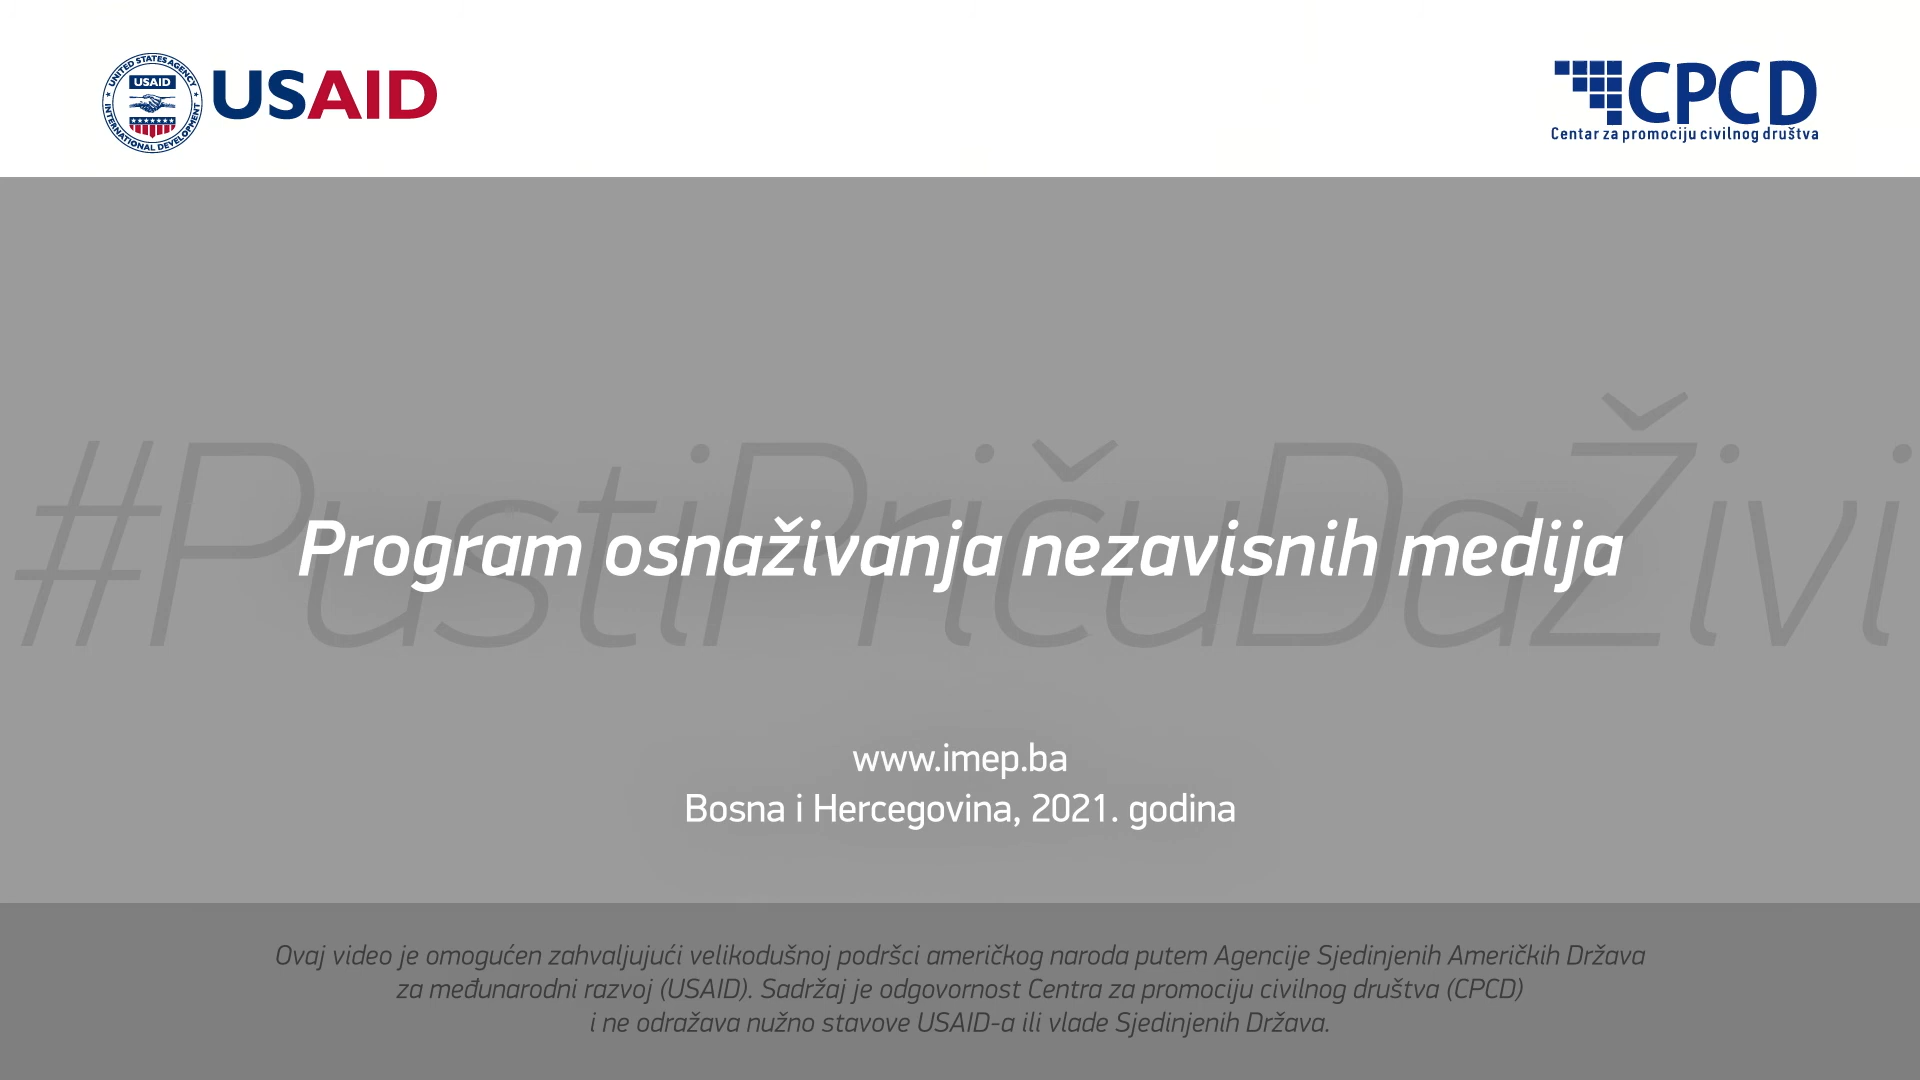 UNITED STATES AGENCY
USAID
INTERNATIONAL DEVELOPMENT
USAID
CPCD
Centar za promociju civilnog društva
#PustiPričuDaŽivi
Program osnaživanja nezavisnih medija
www.imep.ba
Bosna i Hercegovina, 2021. godina
Ovaj video je omogućen zahvaljujući velikodušnoj podršci američkog naroda putem Agencije Sjedinjenih Američkih Država
za međunarodni razvoj (USAID). Sadržaj je odgovornost Centra za promociju civilnog društva (CPCD)
i ne odražava nužno stavove USAID-a ili vlade Sjedinjenih Država.